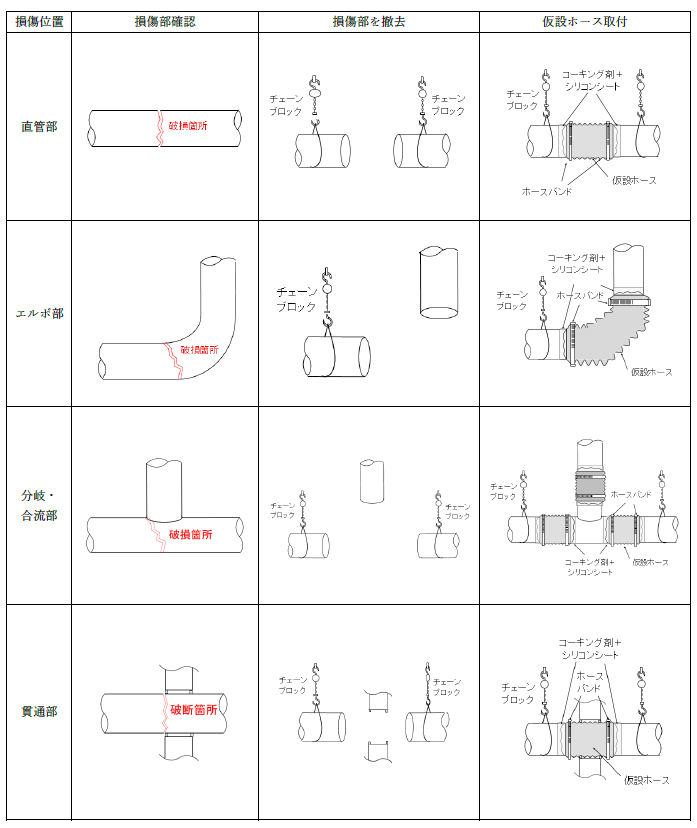 損傷位置 損傷部確認 損傷部を撤去 仮設ホース取付
直管部
破損箇所
チェーン
ブロック
チェーン
ブロック
コーキング剤+
シリコンシート
チェーン
ブロック
ホースバンド
仮設ホース
エルボ部
破損箇所
チェーン
ブロック
コーキング剤+
シリコンシート
ホースバンド
チェーン
ブロック
仮設ホース
分岐・
合流部
破損箇所
チェーン
ブロック
チェーン
ブロック
チェーン
ブロック
ホースバンド
コーキング剤+
シリコンシート
仮設ホース
貫通部
破断箇所
チェーン
ブロック
チェーン
ブロック
コーキング剤+
シリコンシート
ホース
バンド
チェーン
ブロック
仮設ホース